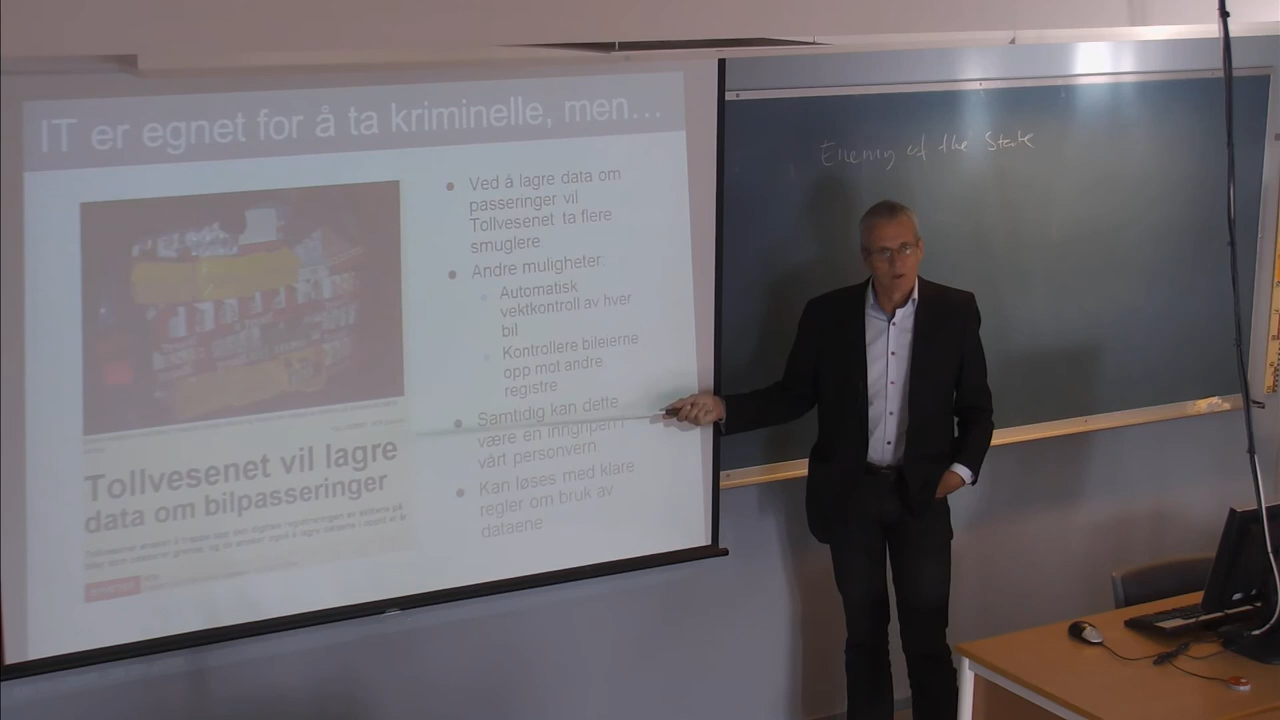 IT er egnet for å ta kriminelle, men…
Enemy of the State
Ved å lagre data om
passeringer vil
Tollvesenet ta flere
smuglere
Andre muligheter:
Automatisk
vektkontroll av hver
bil
Kontrollere bileierne
opp mot andre
registre
Samtidig kan dette
være en inngripen i
vårt personvern
Kan løses med klare
regler om bruk av
dataene
Tollvesenet vil lagre
data om bilpasseringer